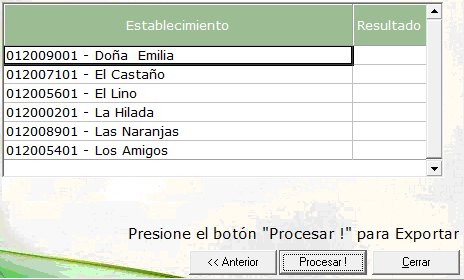 Establecimiento Resultado
012009001 - Doña  Emilia
012007101 - El Castaño
012005601 - El Lino
012000201 - La Hilada
012008901 - Las Naranjas
012005401 - Los Amigos
Presione el botón "Procesar !" para Exportar
<< Anterior Procesar ! Cerrar